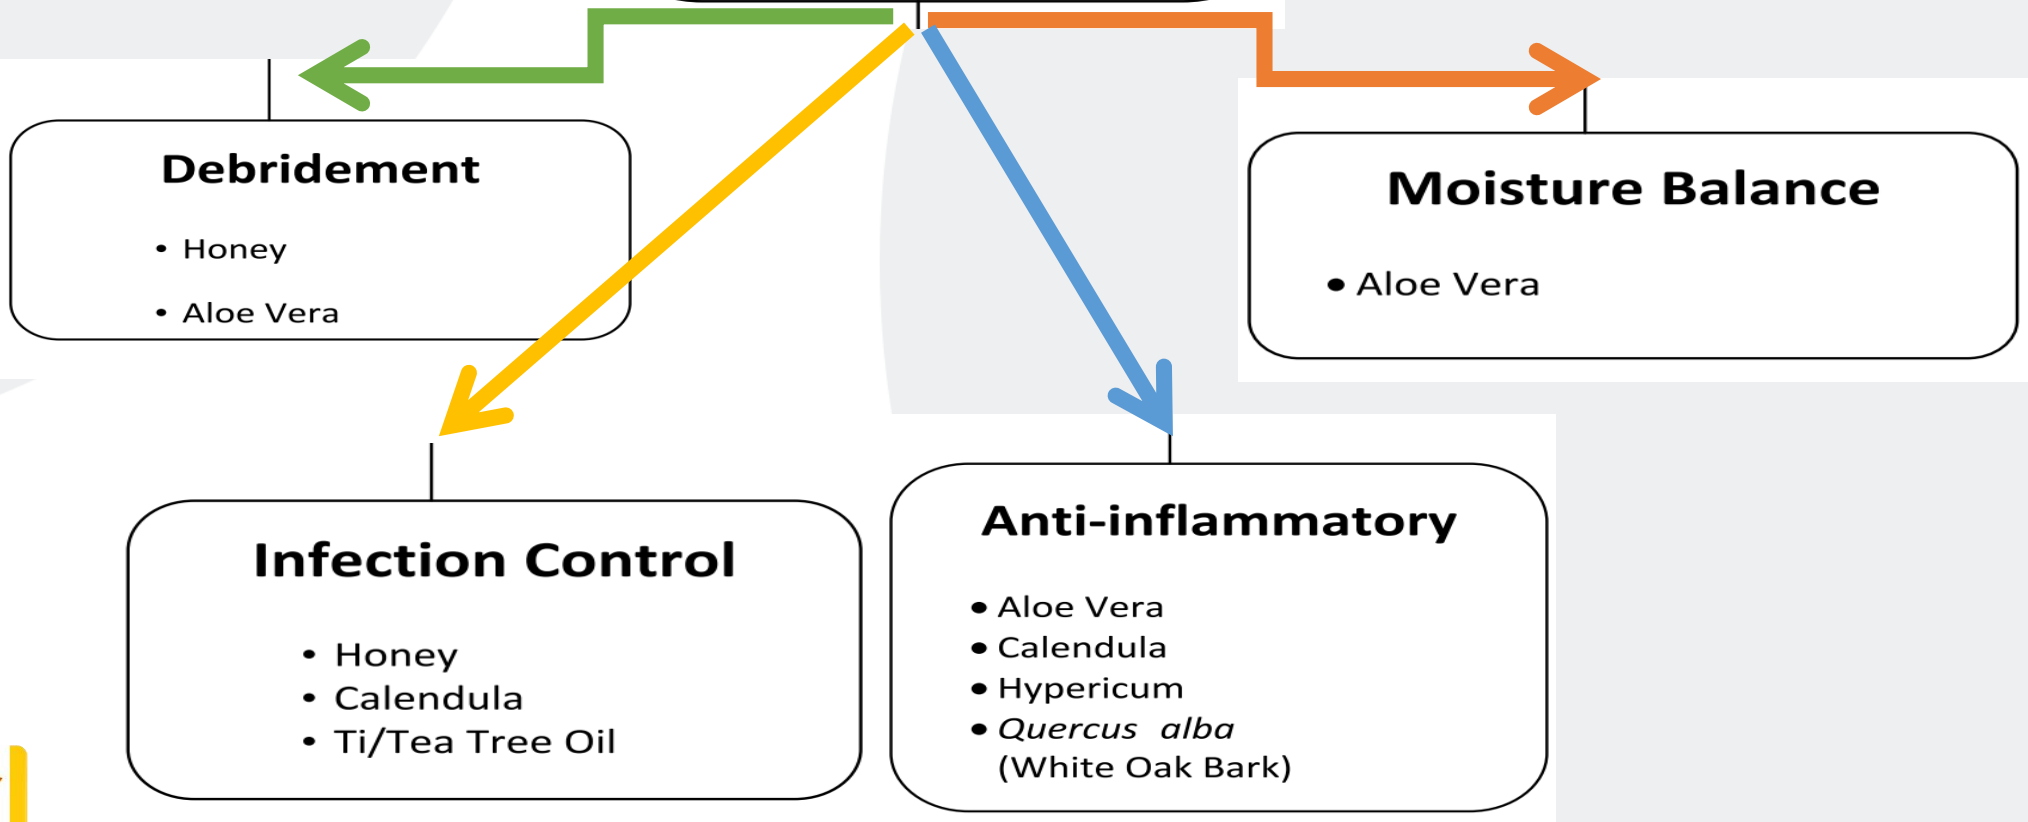 Debridement
• Honey
• Aloe Vera
Moisture Balance
• Aloe Vera
Infection Control
• Honey
• Calendula
• Ti/Tea Tree Oil
Anti-inflammatory
• Aloe Vera
• Calendula
• Hypericum
• Quercus alba
(White Oak Bark)